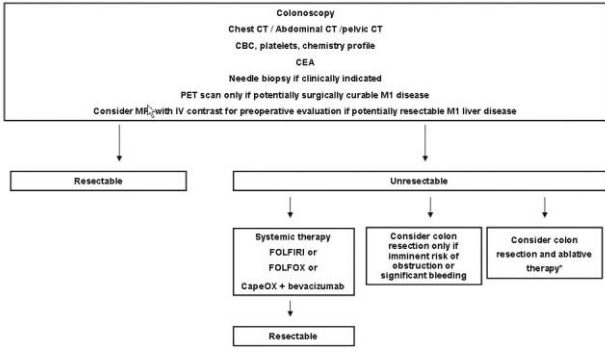 Colonoscopy
Chest CT / Abdominal CT /pelvic CT
CBC, platelets, chemistry profile
CEA
Needle biopsy if clinically indicated
PET scan only if potentially surgically curable M1 disease
Consider MRI with IV contrast for preoperative evaluation if potentially resectable M1 liver disease
Resectable
Unresectable
Systemic therapy
FOLFIRI or
FOLFOX or
CapeOX + bevacizumab
Consider colon
resection only if
imminent risk of
obstruction or
significant bleeding
Consider colon
resection and ablative
therapy"
Resectable